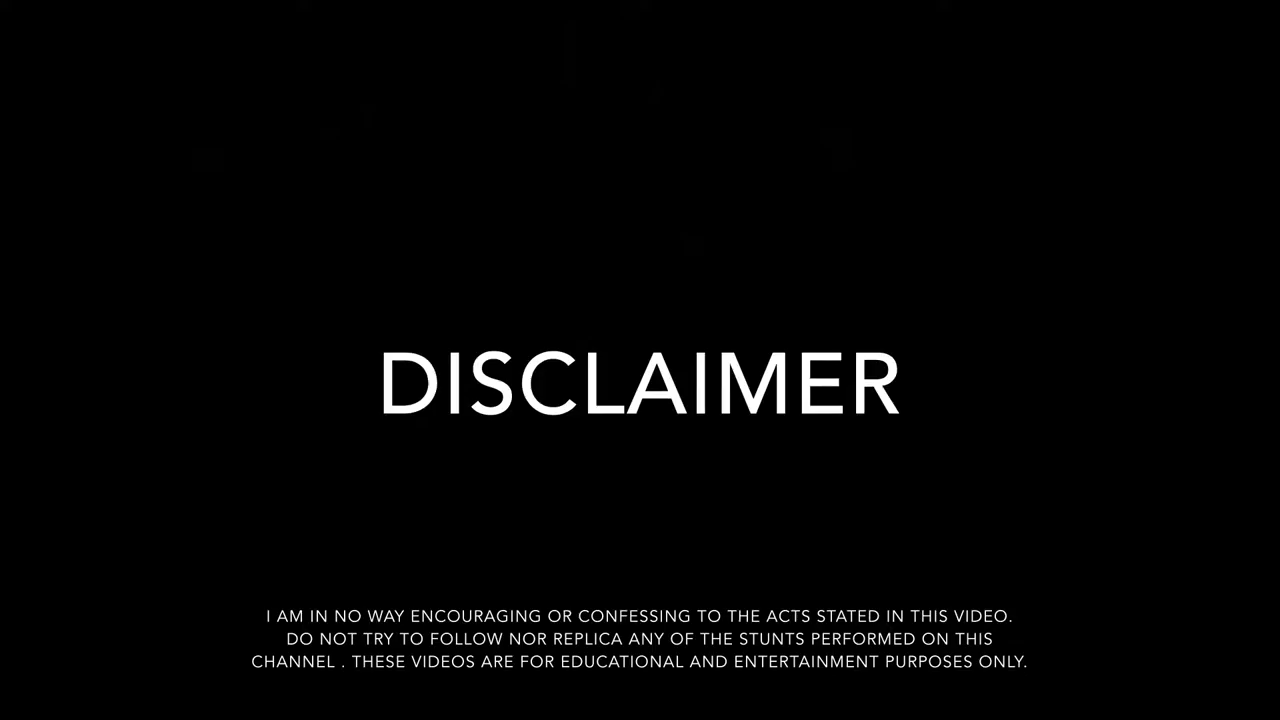 DISCLAIMER
I AM IN NO WAY ENCOURAGING OR CONFESSING TO THE ACTS STATED IN THIS VIDEO.
DO NOT TRY TO FOLLOW NOR REPLICA ANY OF THE STUNTS PERFORMED ON THIS
CHANNEL . THESE VIDEOS ARE FOR EDUCATIONAL AND ENTERTAINMENT PURPOSES ONLY.